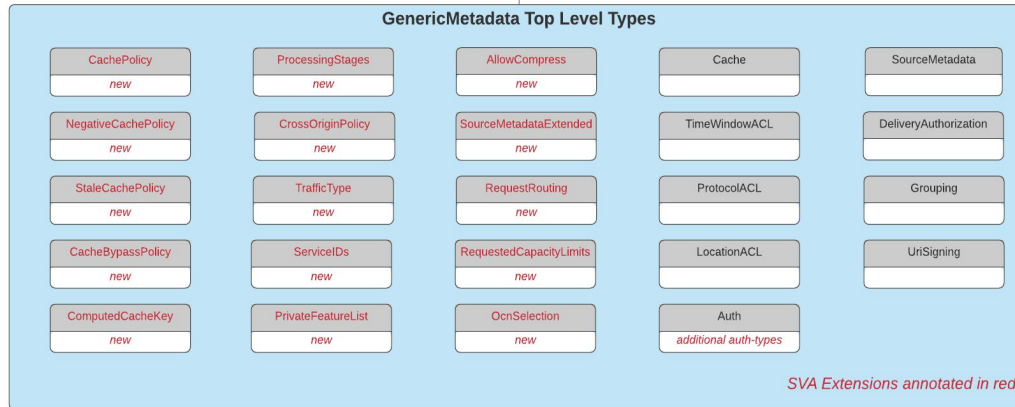 GenericMetadata Top Level Types
CachePolicy
new
ProcessingStages
new
AllowCompress
new
Cache
SourceMetadata
NegativeCachePolicy
new
CrossOriginPolicy
new
SourceMetadataExtended
new
TimeWindowACL
DeliveryAuthorization
StaleCachePolicy
new
TrafficType
new
RequestRouting
new
ProtocolACL
Grouping
CacheBypassPolicy
new
ServiceIDs
new
RequestedCapacityLimits
new
LocationACL
UriSigning
ComputedCacheKey
new
PrivateFeatureList
new
OcnSelection
new
Auth
additional auth-types
SVA Extensions annotated in red